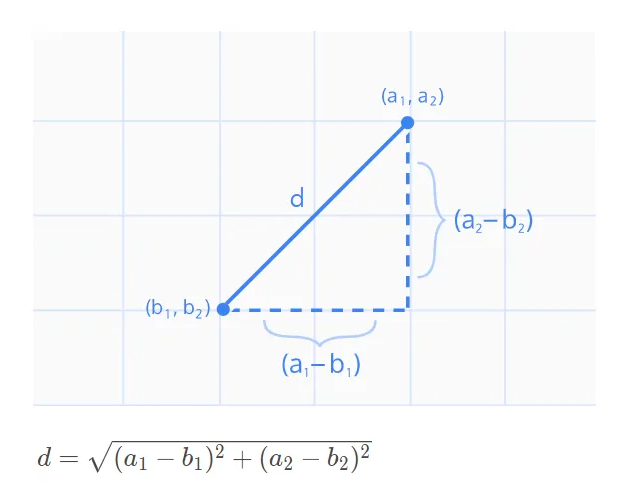 (a₁, a₂)
d
(a₂−b₂)
(b₁, b₂)
(a₁−b₁)
d = √(a₁ − b₁)² + (a₂ − b₂)²